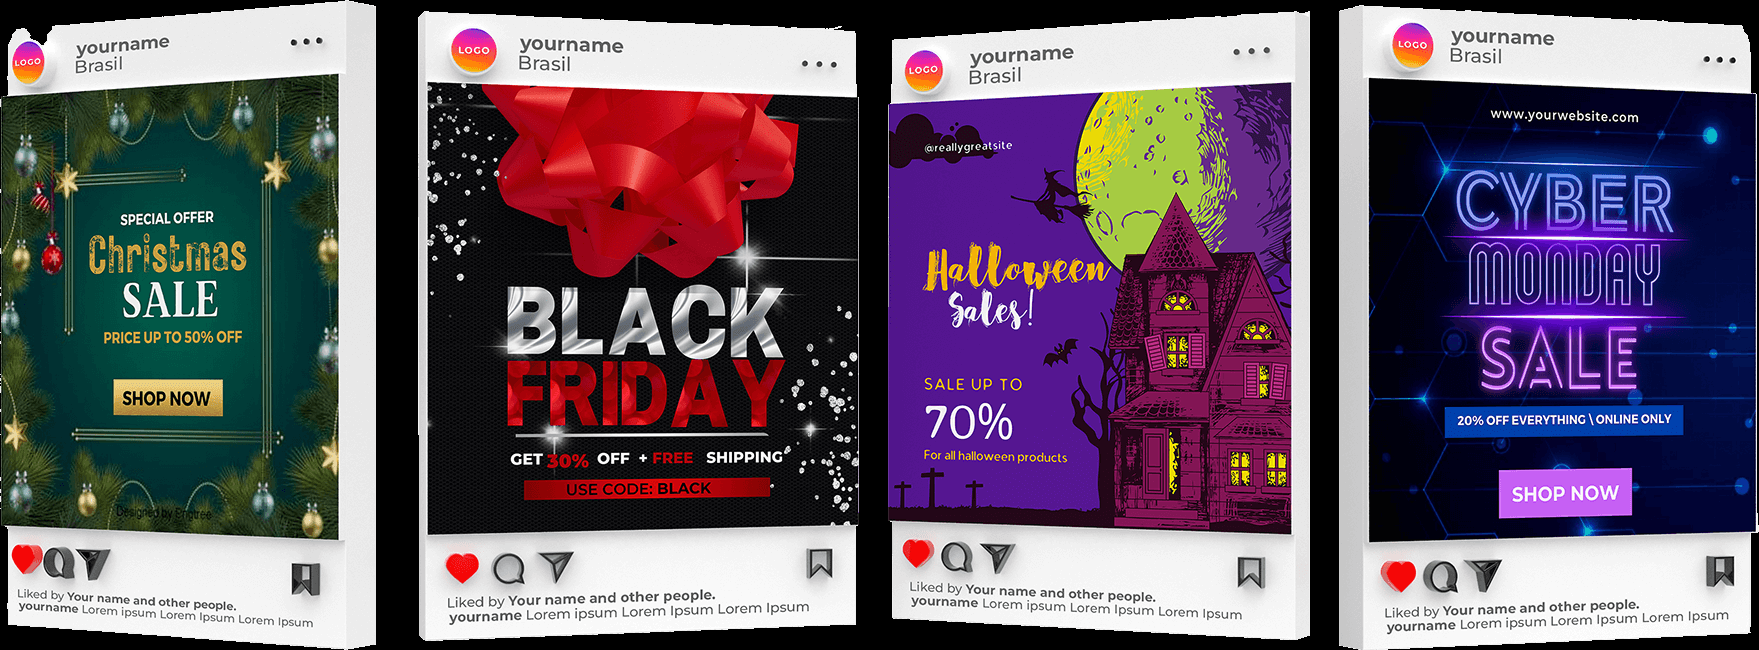 LOGO
yourname
Brasil
SPECIAL OFFER
Christmas
SALE
PRICE UP TO 50% OFF
SHOP NOW
Designed by Pngtree
Liked by Your name and other people.
yourname Lorem ipsum Lorem Ipsum Lorem Ipsum
LOGO
yourname
Brasil
BLACK
FRIDAY
GET 30% OFF + FREE SHIPPING
USE CODE: BLACK
Liked by Your name and other people.
yourname Lorem ipsum Lorem Ipsum Lorem Ipsum
LOGO
yourname
Brasil
@reallygreatsite
Halloween
Sales!
SALE UP TO
70%
For all halloween products
Liked by Your name and other people.
yourname Lorem ipsum Lorem Ipsum Lorem Ipsum
LOGO
yourname
Brasil
www.yourwebsite.com
CYBER
MONDAY
SALE
20% OFF EVERYTHING \ ONLINE ONLY
SHOP NOW
Liked by Your name and other people.
yourname Lorem ipsum Lorem Ipsum Lorem Ipsum